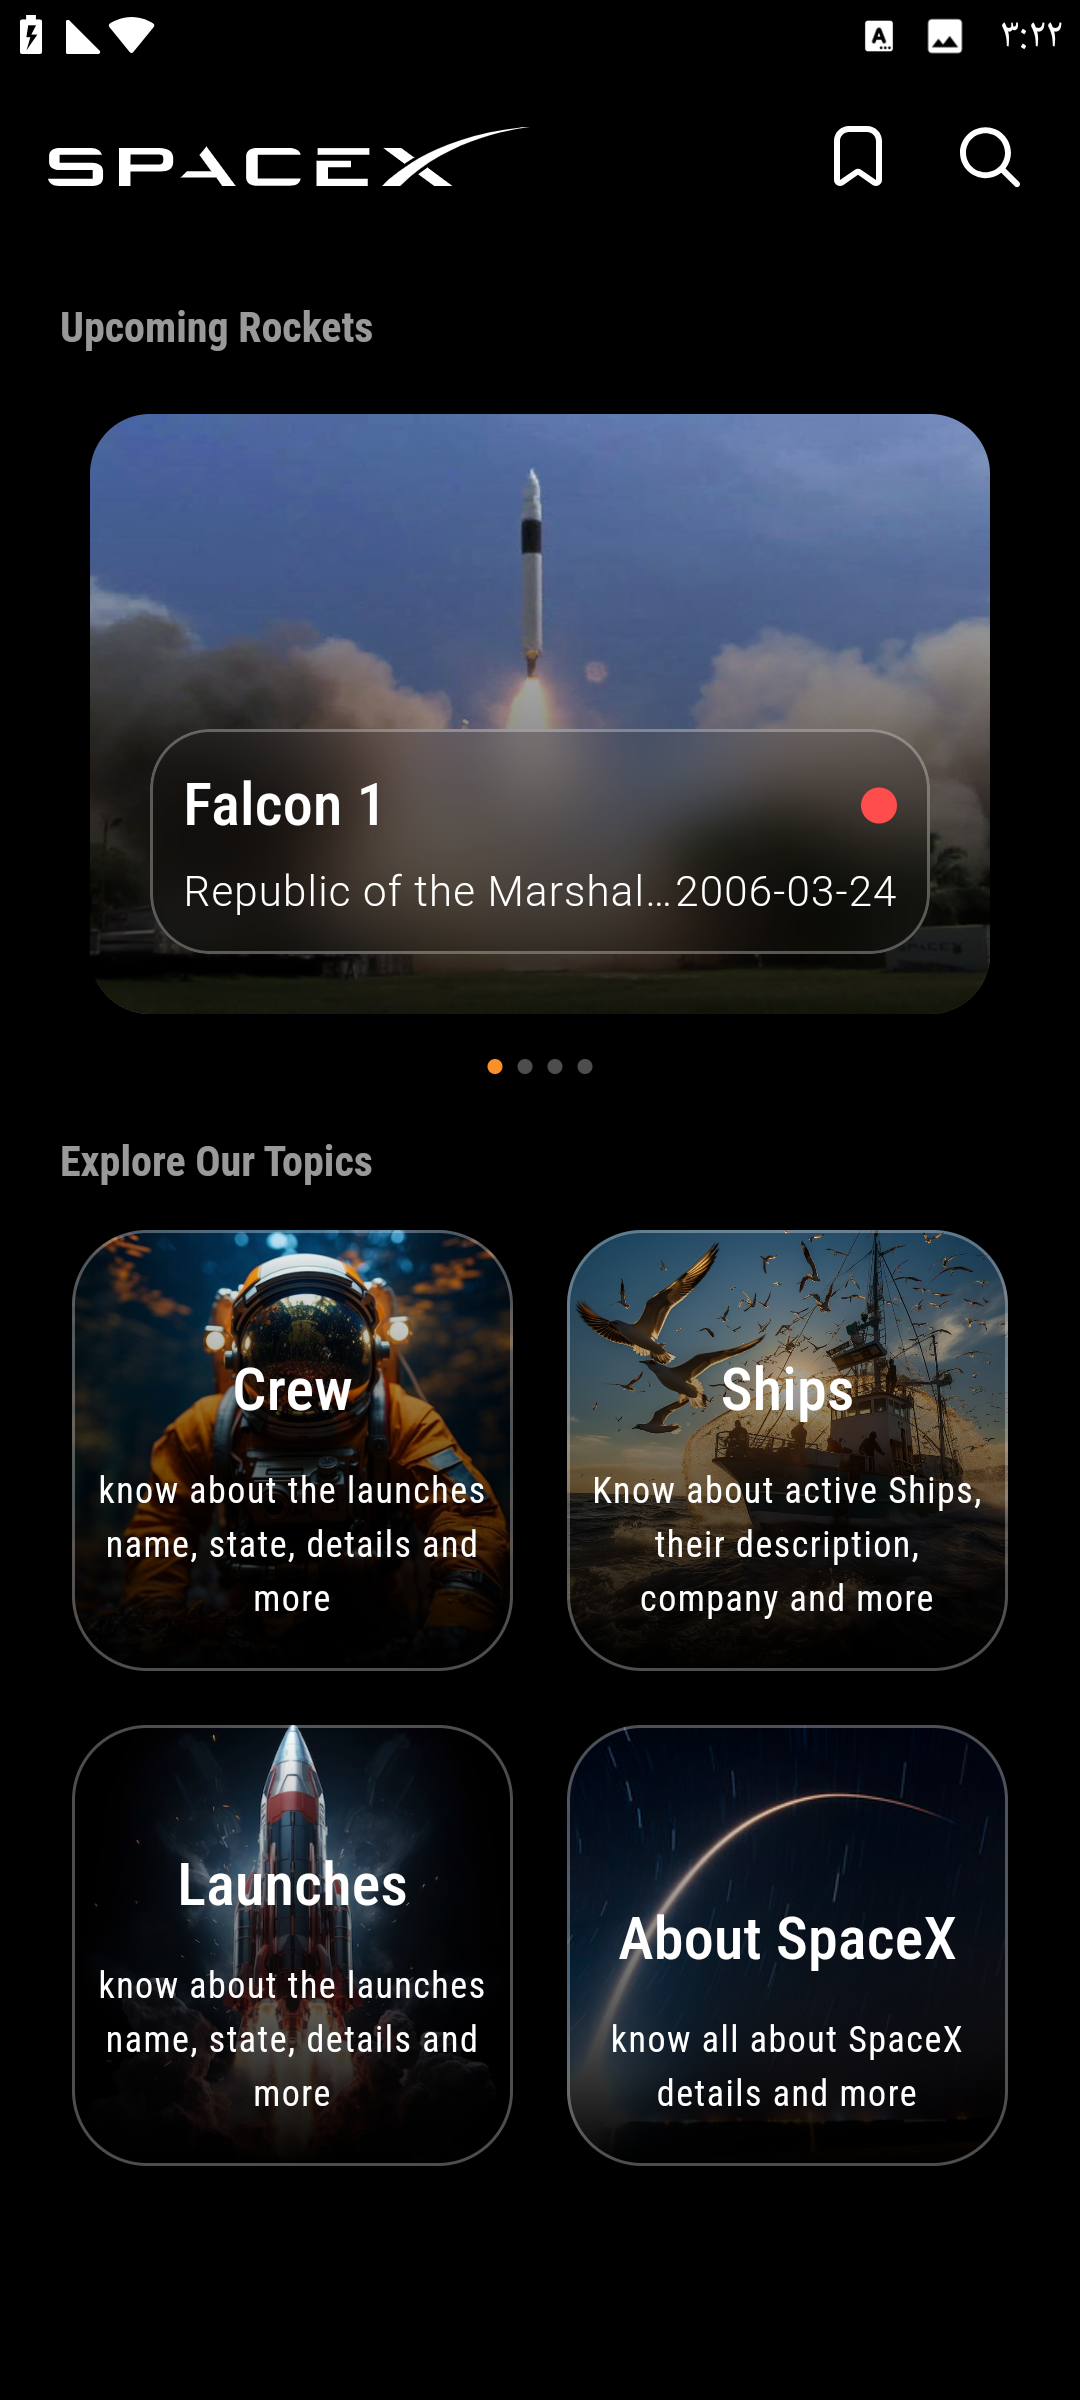 ٣:٢٢
SPACEX
Upcoming Rockets
Falcon 1
Republic of the Marshal... 2006-03-24
Explore Our Topics
Crew
know about the launches
name, state, details and
more
Ships
Know about active Ships,
their description,
company and more
Launches
know about the launches
name, state, details and
more
About SpaceX
know all about SpaceX
details and more